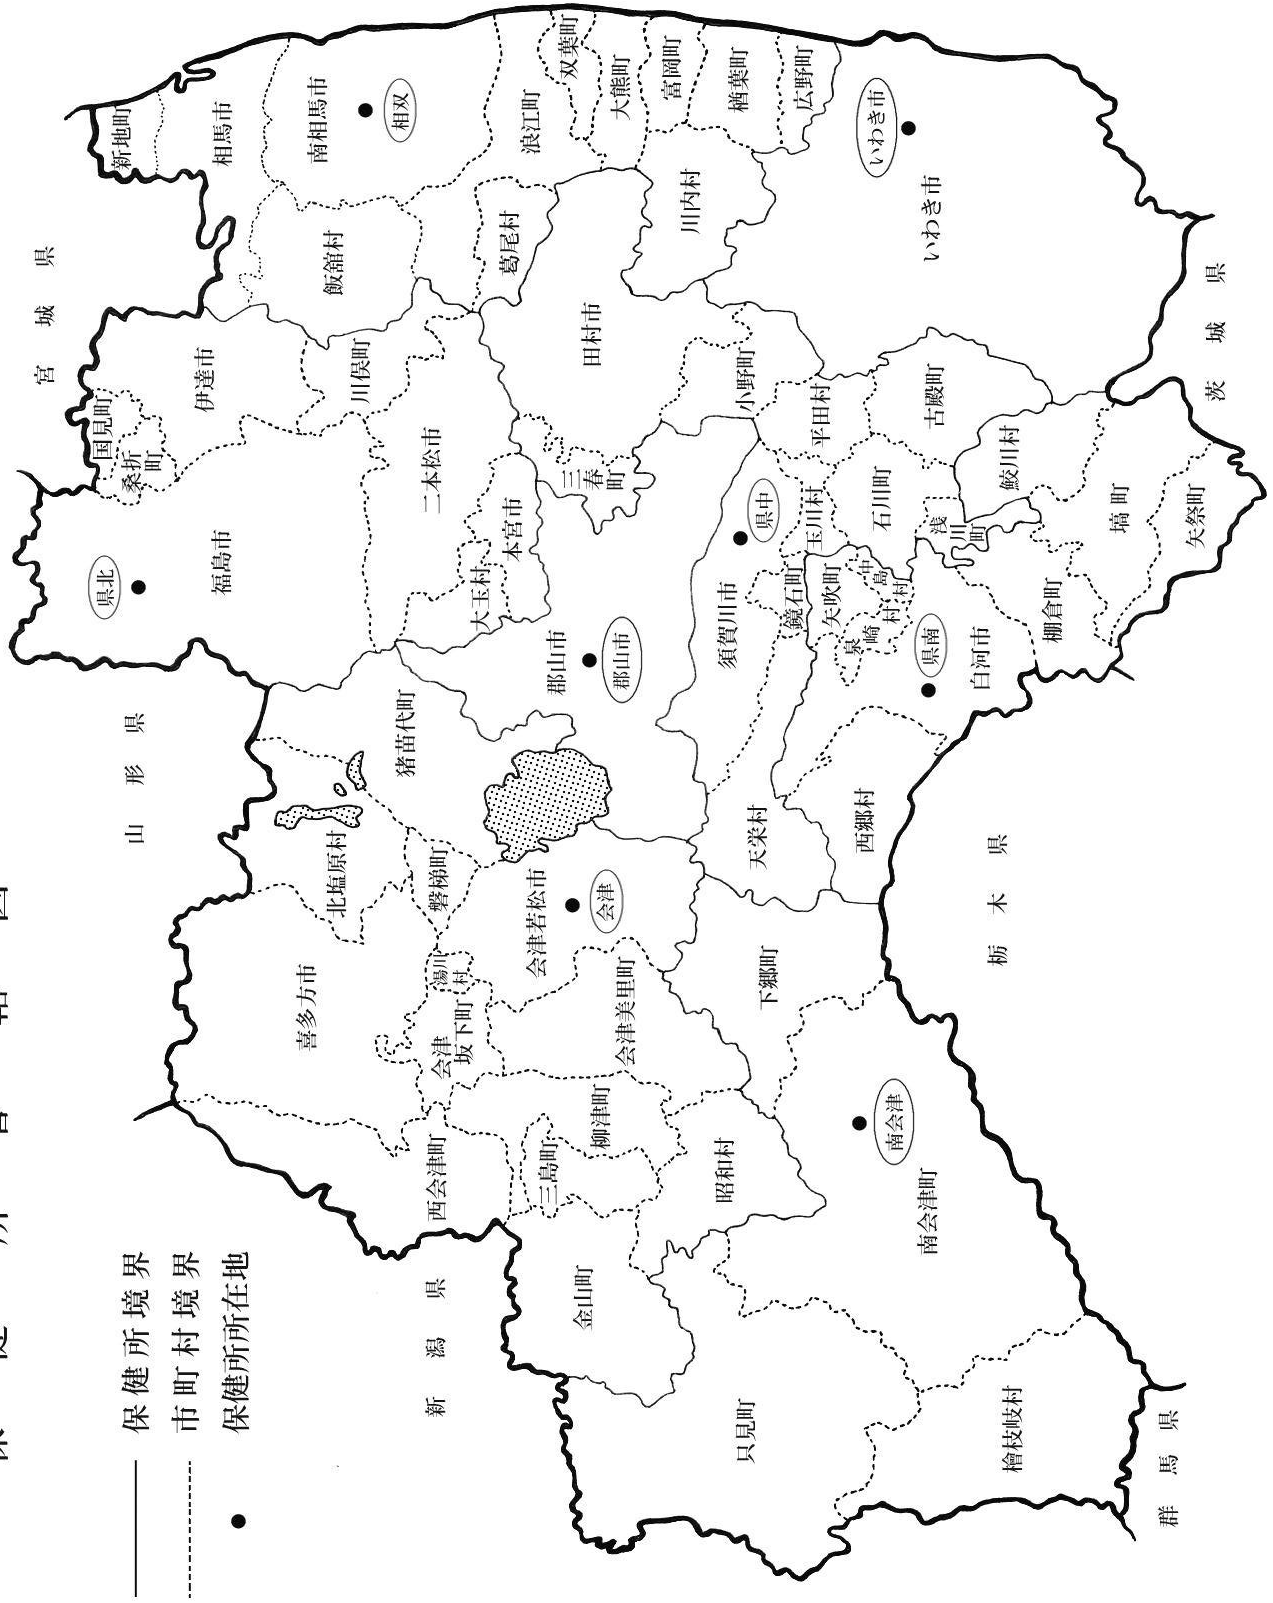 保健所境界
市町村境界
保健所所在地
宮城県
山形県
新潟県
群馬県
栃木県
茨城県
新地町
相馬市
南相馬市
相双
飯舘村
浪江町
双葉町
大熊町
富岡町
楢葉町
広野町
川内村
葛尾村
いわき市
いわき市
国見町
桑折町
伊達市
川俣町
福島市
県北
二本松市
本宮市
大玉村
田村市
三春町
小野町
郡山市
郡山市
県中
須賀川市
鏡石町
天栄村
平田村
玉川村
石川町
古殿町
浅川町
矢吹町
中島村
泉崎村
県南
白河市
西郷村
棚倉町
鮫川村
塙町
矢祭町
猪苗代町
北塩原村
磐梯町
会津若松市
会津
喜多方市
湯川村
会津坂下町
会津美里町
西会津町
柳津町
三島町
金山町
昭和村
下郷町
南会津
南会津町
只見町
檜枝岐村